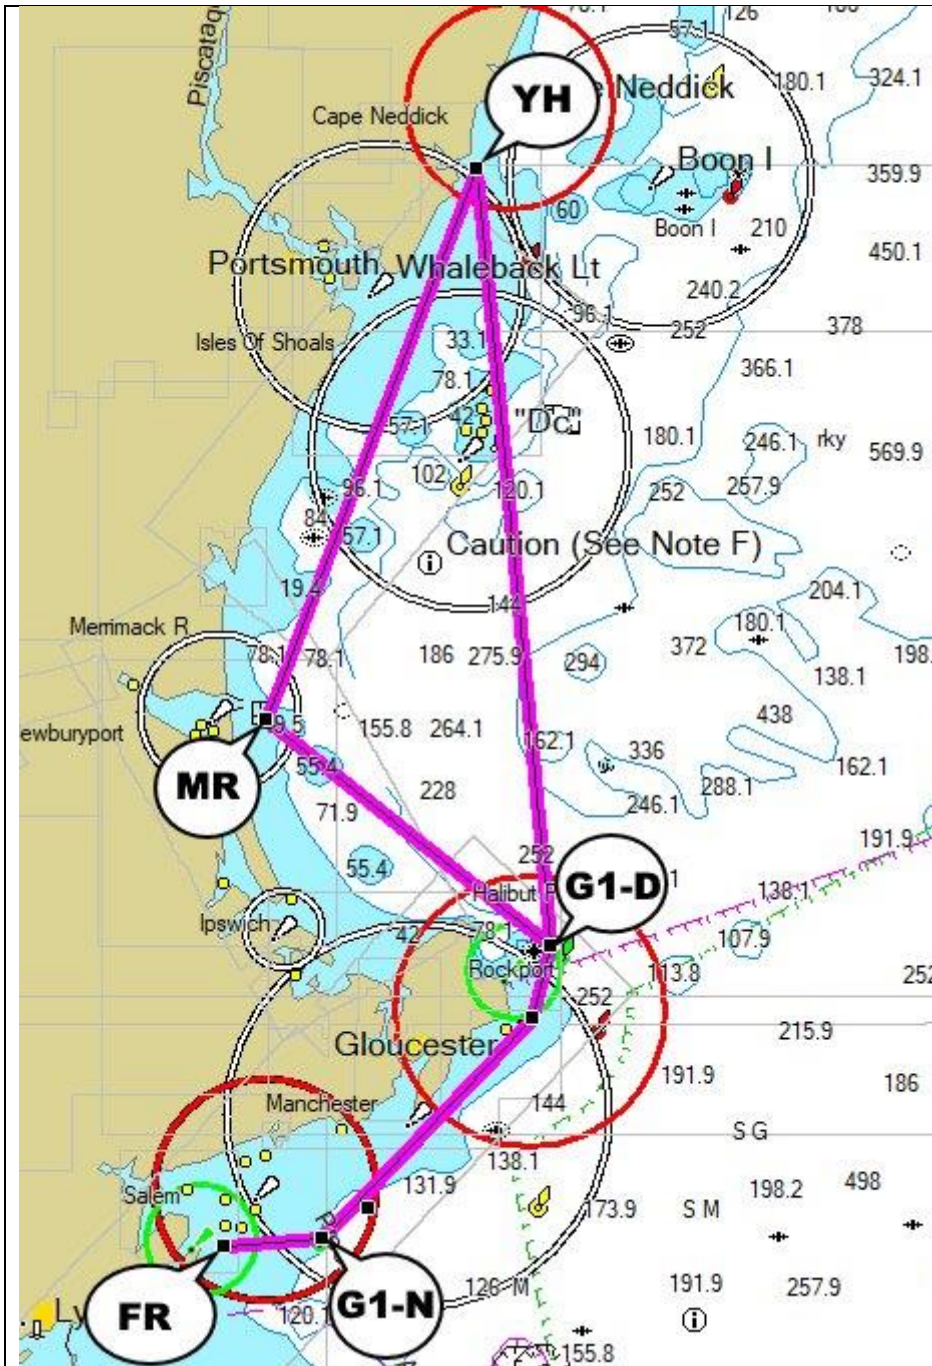 126
57.1
Piscataq
YH
e Neddick
180.1
324.1
Cape Neddick
Boon I
359.9
60
Boon I
210
450.1
Portsmouth
Whaleback Lt
240.2
96.1
252
378
Isles Of Shoals
33.1
366.1
78.1
42
57.1
"Dc"
180.1
246.1
rky
569.9
102
96.1
120.1
252
257.9
84
57.1
Caution (See Note F)
19.4
144
204.1
Merrimack R
180.1
78.1
78.1
186
275.9
294
372
198.
138.1
9.5
155.8
264.1
438
ewburyport
162.1
336
162.1
MR
55.4
228
288.1
71.9
246.1
191.9
252
55.4
Halibut P
G1-D
1
138.1
Ipswich
42
78.1
107.9
Rockport
113.8
252
252
Gloucester
215.9
191.9
186
Manchester
144
S G
138.1
Salem
131.9
198.2
498
173.9
S M
FR
G1-N
126 M
191.9
257.9
Ly
120.1
155.8